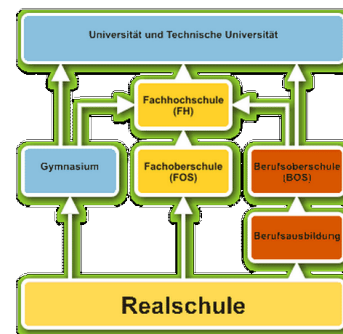 Universität und Technische Universität
Fachhochschule
(FH)
Gymnasium
Fachoberschule
(FOS)
Berufsoberschule
(BOS)
Berufsausbildung
Realschule